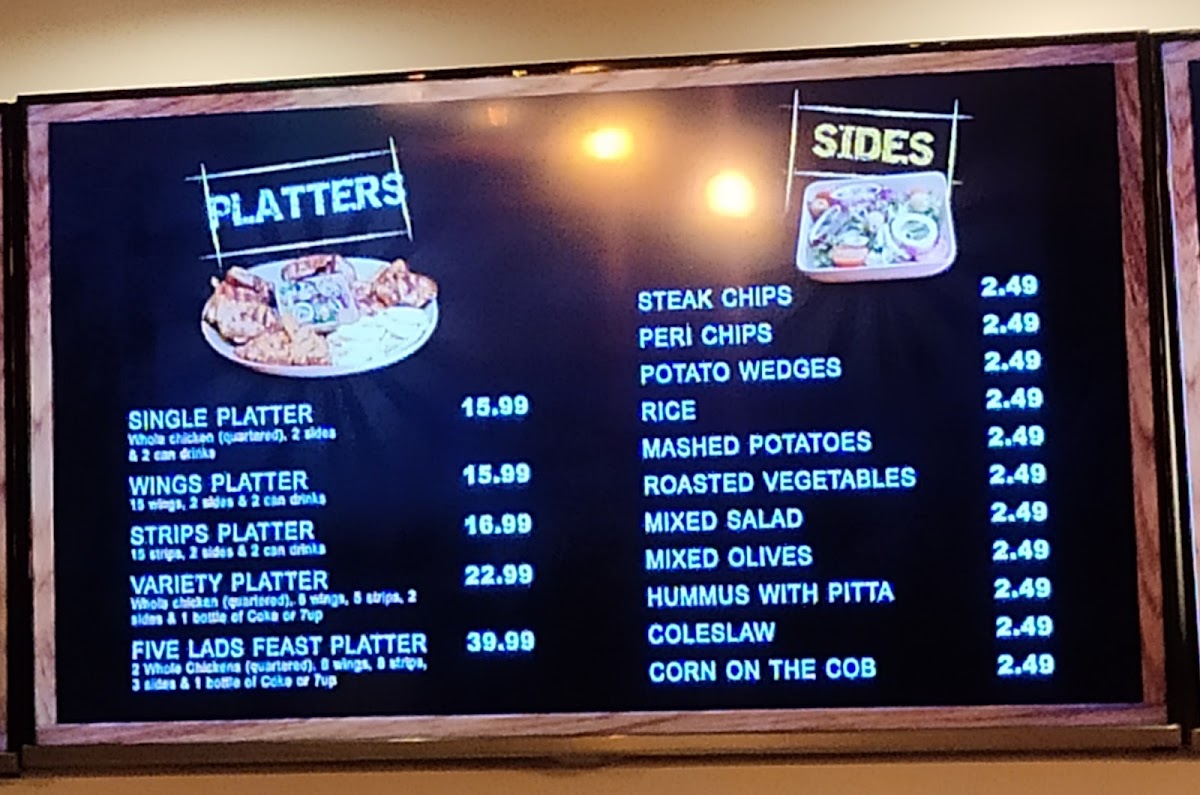 PLATTERS
SINGLE PLATTER 15.99
Whole chicken (quartered), 2 sides
& 2 can drinks
WINGS PLATTER 15.99
15 wings, 2 sides & 2 can drinks
STRIPS PLATTER 16.99
15 strips, 2 sides & 2 can drinks
VARIETY PLATTER 22.99
Whole chicken (quartered), wings, strips, 2
sides & 1 bottle of Coke or 7up
FIVE LADS FEAST PLATTER 39.99
2 Whole Chickens (quartered), wings, strips,
3 sides & 1 bottle of Coke or 7up
SIDES
STEAK CHIPS 2.49
PERI CHIPS 2.49
POTATO WEDGES 2.49
RICE 2.49
MASHED POTATOES 2.49
ROASTED VEGETABLES 2.49
MIXED SALAD 2.49
MIXED OLIVES 2.49
HUMMUS WITH PITTA 2.49
COLESLAW 2.49
CORN ON THE COB 2.49